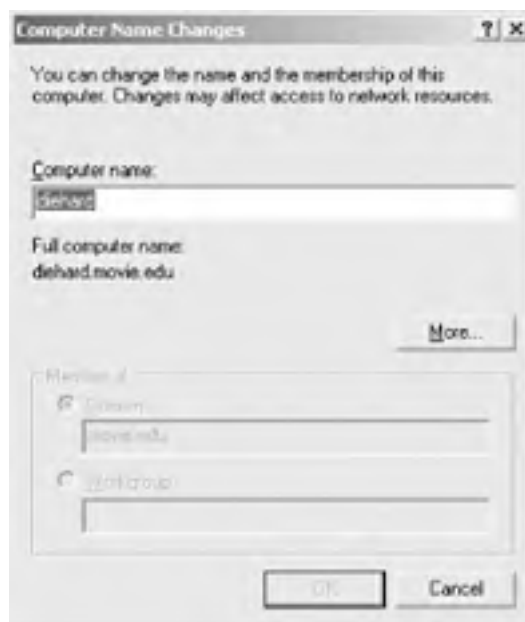 Computer Name Changes
You can change the name and the membership of this
computer. Changes may affect access to network resources.
Computer name:
diehard
Full computer name:
diehard.movie.edu
More...
Member of
Domain:
movie.edu
Workgroup:
OK
Cancel